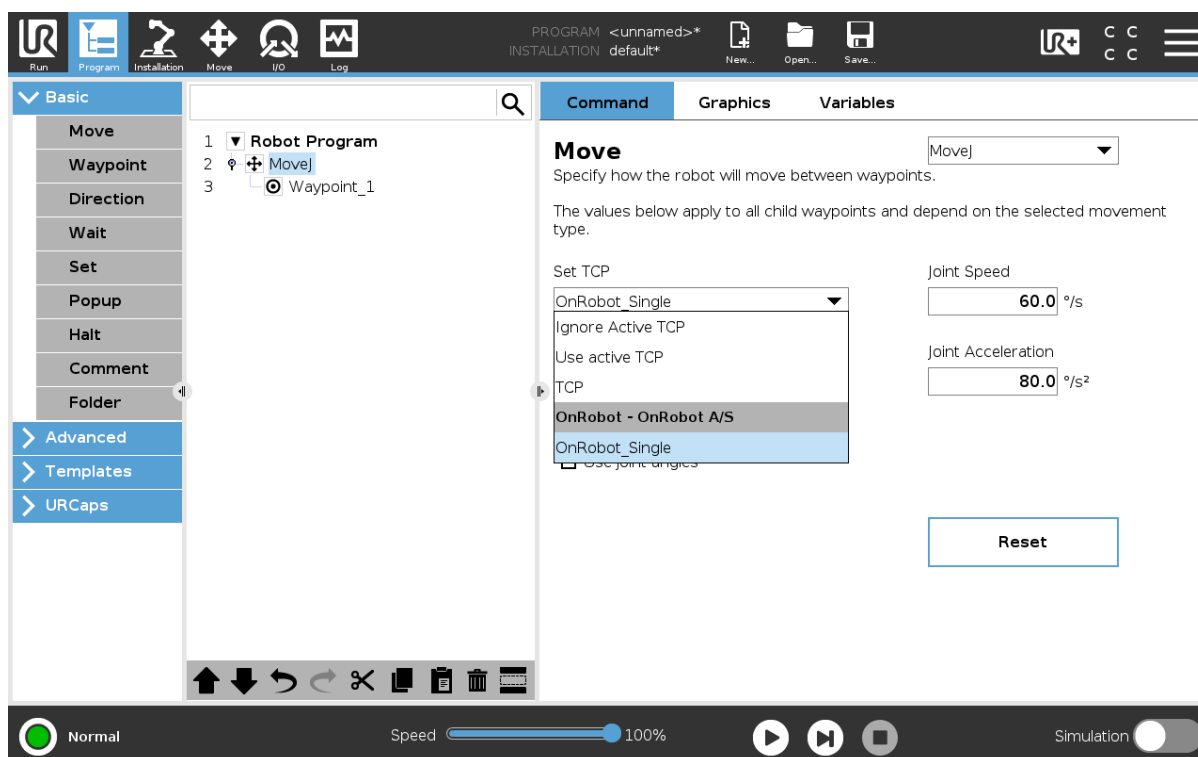 PROGRAM <unnamed>*
INSTALLATION default*
UR+
C C
C C
Run
Program
Installation
Move
I/O
Log
New...
Open...
Save...
Basic
Move
Waypoint
Direction
Wait
Set
Popup
Halt
Comment
Folder
Advanced
Templates
URCaps
1 Robot Program
2 MoveJ
3 Waypoint_1
Command Graphics Variables
Move
MoveJ
Specify how the robot will move between waypoints.
The values below apply to all child waypoints and depend on the selected movement
type.
Set TCP
OnRobot_Single
Ignore Active TCP
Use active TCP
TCP
OnRobot - OnRobot A/S
OnRobot_Single
Use joint angles
Joint Speed
60.0 °/s
Joint Acceleration
80.0 °/s²
Reset
Normal
Speed 100%
Simulation